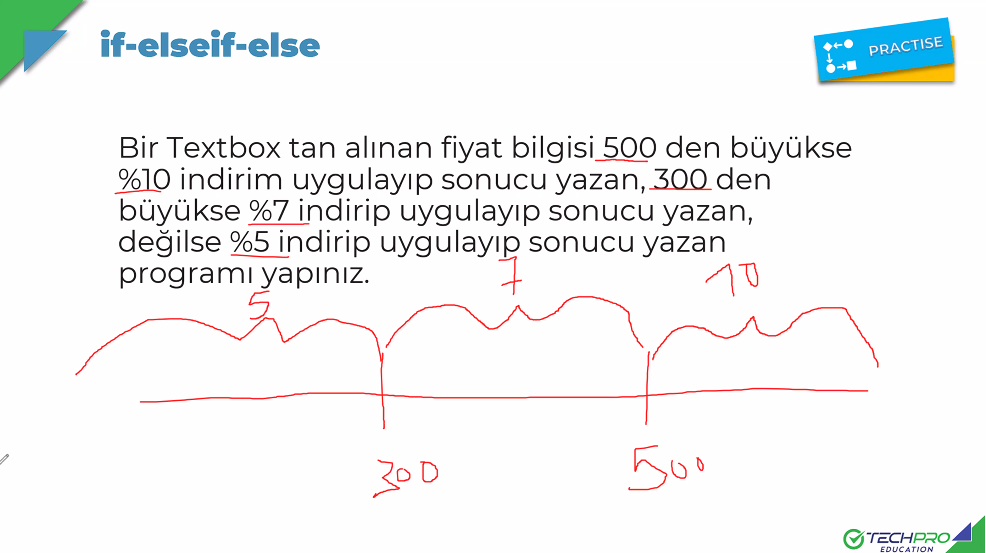 if-elseif-else
PRACTISE
Bir Textbox tan alınan fiyat bilgisi 500 den büyükse
%10 indirim uygulayıp sonucu yazan, 300 den
büyükse %7 indirip uygulayıp sonucu yazan,
değilse %5 indirip uygulayıp sonucu yazan
programı yapınız.
5 7 10
300 500
TECHPRO
EDUCATION